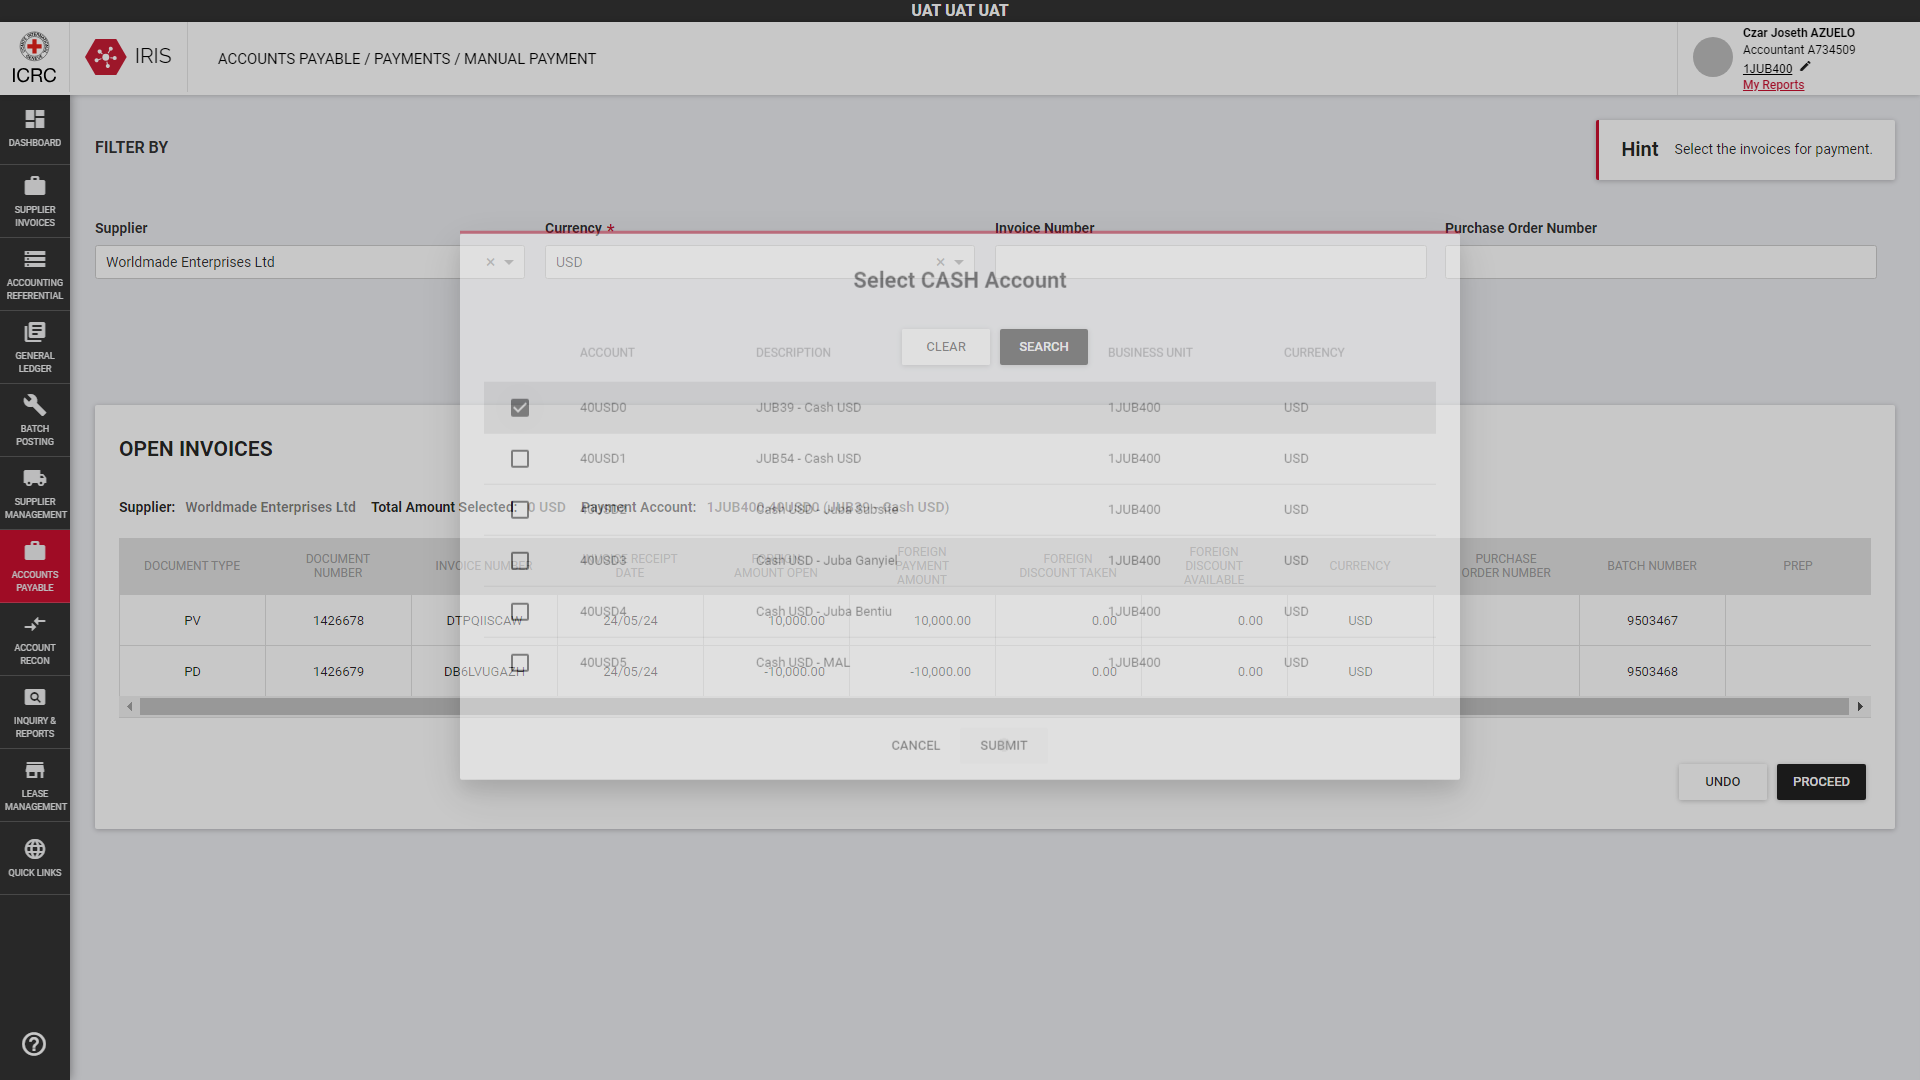 UAT UAT UAT
ICRC
IRIS
ACCOUNTS PAYABLE / PAYMENTS / MANUAL PAYMENT
Czar Joseth AZUELO
Accountant A734509
1JUB400
My Reports
DASHBOARD
SUPPLIER
INVOICES
ACCOUNTING
REFERENTIAL
GENERAL
LEDGER
BATCH
POSTING
SUPPLIER
MANAGEMENT
ACCOUNTS
PAYABLE
ACCOUNT
RECON
INQUIRY &
REPORTS
LEASE
MANAGEMENT
QUICK LINKS
FILTER BY
Hint Select the invoices for payment.
Supplier Currency * Invoice Number Purchase Order Number
Worldmade Enterprises Ltd USD
Select CASH Account
CLEAR SEARCH
ACCOUNT DESCRIPTION BUSINESS UNIT CURRENCY
40USD0 JUB39 - Cash USD 1JUB400 USD
40USD1 JUB54 - Cash USD 1JUB400 USD
40USD2 Cash USD - Juba Subsite 1JUB400 USD
40USD3 Cash USD - Juba Ganyiel 1JUB400 USD
40USD4 Cash USD - Juba Bentiu 1JUB400 USD
40USD5 Cash USD - MAL 1JUB400 USD
CANCEL SUBMIT
OPEN INVOICES
Supplier: Worldmade Enterprises Ltd Total Amount Selected: 0 USD Payment Account: 1JUB400.40USD0 (JUB39 - Cash USD)
DOCUMENT TYPE DOCUMENT NUMBER INVOICE NUMBER INVOICE RECEIPT DATE FOREIGN AMOUNT OPEN FOREIGN PAYMENT AMOUNT FOREIGN DISCOUNT TAKEN FOREIGN DISCOUNT AVAILABLE CURRENCY PURCHASE ORDER NUMBER BATCH NUMBER PREP
PV 1426678 DTPQIISCAW 24/05/24 10,000.00 10,000.00 0.00 0.00 USD 9503467
PD 1426679 DB6LVUGAZH 24/05/24 -10,000.00 -10,000.00 0.00 0.00 USD 9503468
UNDO PROCEED